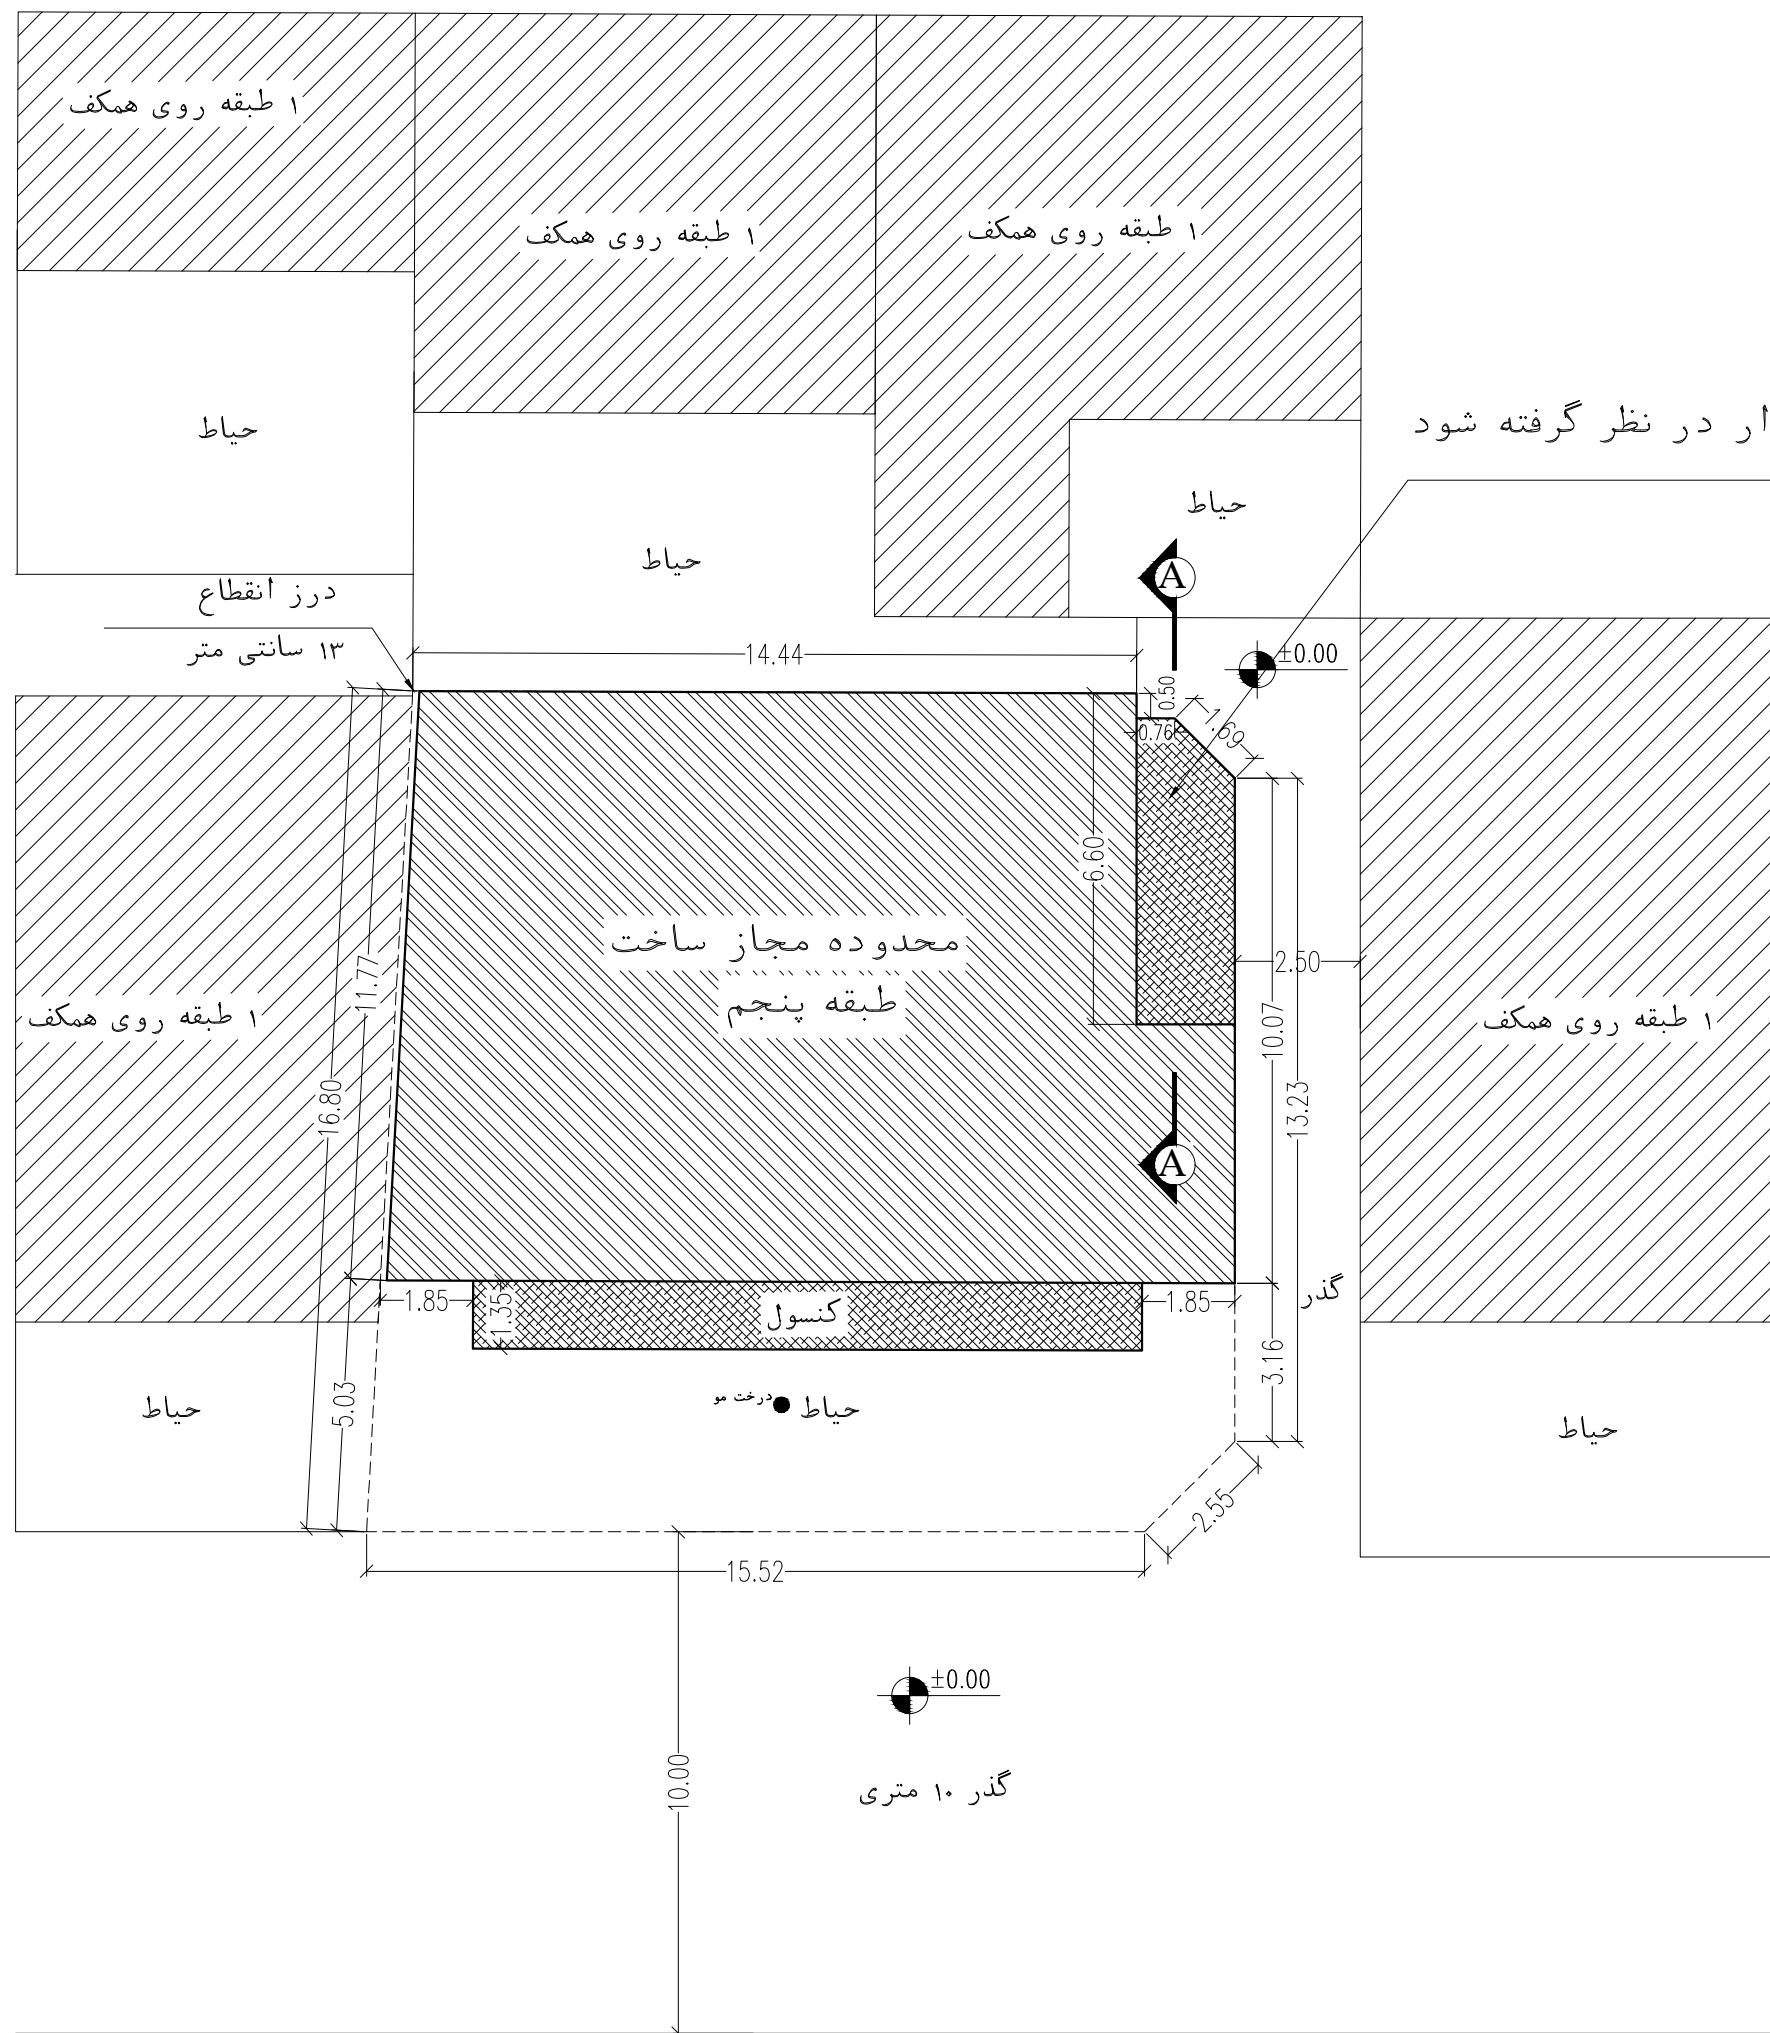 ۱ طبقه روی همکف
۱ طبقه روی همکف
۱ طبقه روی همکف
حیاط
ار در نظر گرفته شود
حیاط
حیاط
A
درز انقطاع
۱۳ سانتی متر
14.44
±0.00
0.50
0.76
1.69
6.60
محدوده مجاز ساخت
طبقه پنجم
2.50
11.77
۱ طبقه روی همکف
۱ طبقه روی همکف
10.07
16.80
13.23
A
1.85
1.35
کنسول
1.85
گذر
3.16
5.03
حیاط
درخت مو
حیاط
حیاط
2.55
15.52
±0.00
10.00
گذر ۱۰ متری